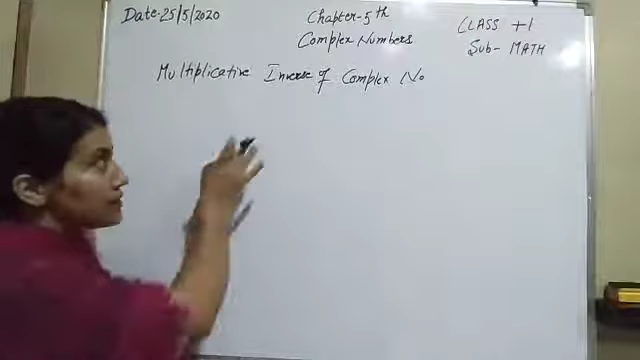 Date-25/5/2020
Chapter-5th
Complex Numbers
CLASS +1
Sub- MATH
Multiplicative Inverse of Complex No